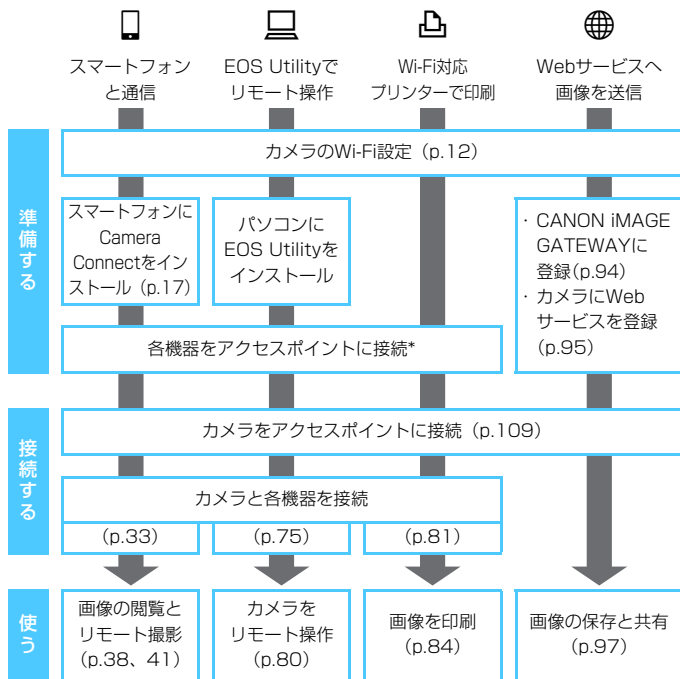 スマートフォン
と通信
EOS Utilityで
リモート操作
Wi-Fi対応
プリンターで印刷
Webサービスへ
画像を送信
準備する
カメラのWi-Fi設定（p.12）
スマートフォンに
Camera
Connectをイン
ストール（p.17）
パソコンに
EOS Utilityを
インストール
・ CANON iMAGE
GATEWAYに
登録(p.94)
・ カメラにWeb
サービスを登録
(p.95)
各機器をアクセスポイントに接続*
接続する
カメラをアクセスポイントに接続（p.109）
カメラと各機器を接続
（p.33）
（p.75）
（p.81）
使う
画像の閲覧と
リモート撮影
（p.38、41）
カメラを
リモート操作
（p.80）
画像を印刷
（p.84）
画像の保存と共有
（p.97）